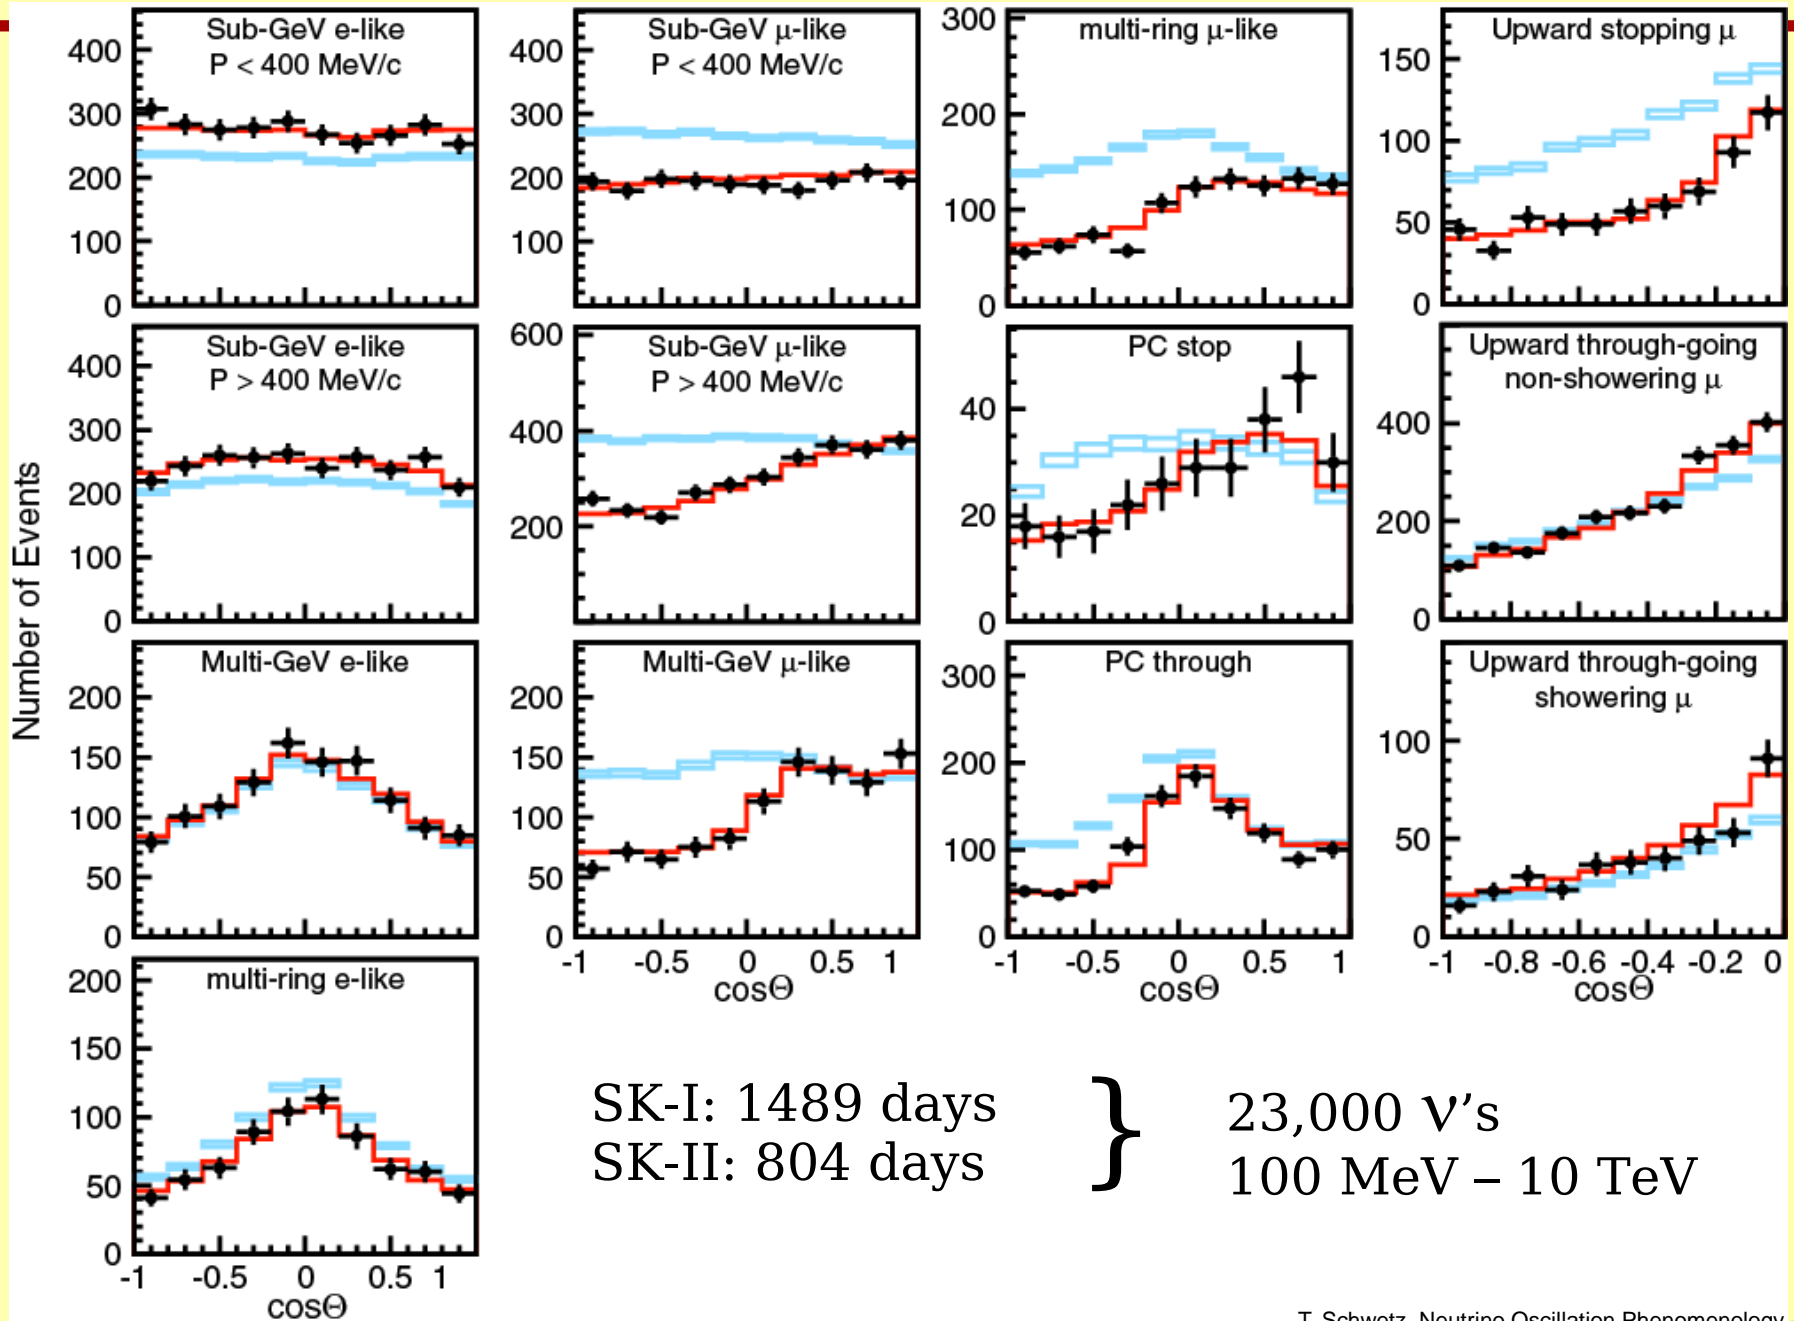 Sub-GeV e-like
P < 400 MeV/c
400
300
200
100
0
Sub-GeV μ-like
P < 400 MeV/c
400
300
200
100
0
multi-ring μ-like
300
200
100
0
Upward stopping μ
150
100
50
0
Sub-GeV e-like
P > 400 MeV/c
400
300
200
100
0
Sub-GeV μ-like
P > 400 MeV/c
600
400
200
PC stop
40
20
0
Upward through-going
non-showering μ
400
200
0
Number of Events
Multi-GeV e-like
200
150
100
50
0
Multi-GeV μ-like
200
150
100
50
0
-1 -0.5 0 0.5 1
cosΘ
PC through
300
200
100
0
-1 -0.5 0 0.5 1
cosΘ
Upward through-going
showering μ
100
50
0
-1 -0.8 -0.6 -0.4 -0.2 0
cosΘ
multi-ring e-like
200
150
100
50
0
-1 -0.5 0 0.5 1
cosΘ
SK-I: 1489 days
SK-II: 804 days
}
23,000 ν's
100 MeV – 10 TeV
T. Schwetz, Neutrino Oscillation Phenomenology